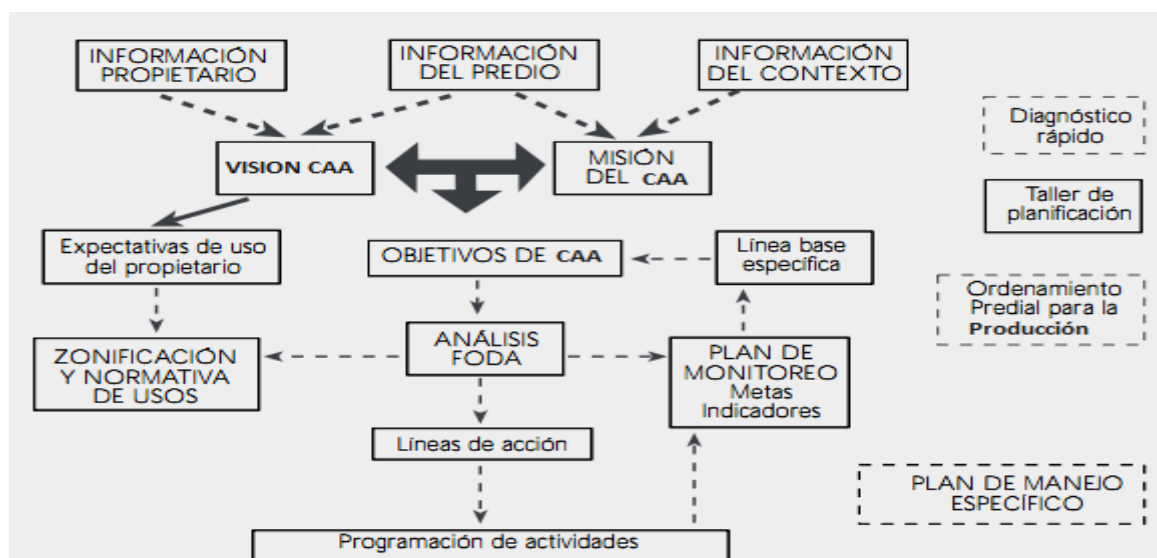 INFORMACIÓN
PROPIETARIO
INFORMACIÓN
DEL PREDIO
INFORMACIÓN
DEL CONTEXTO
Diagnóstico
rápido
VISION CAA
MISIÓN
DEL CAA
Taller de
planificación
Expectativas de uso
del propietario
OBJETIVOS DE CAA
Línea base
específica
Ordenamiento
Predial para la
Producción
ZONIFICACIÓN
Y NORMATIVA
DE USOS
ANÁLISIS
FODA
PLAN DE
MONITOREO
Metas
Indicadores
Líneas de acción
PLAN DE MANEJO
ESPECÍFICO
Programación de actividades